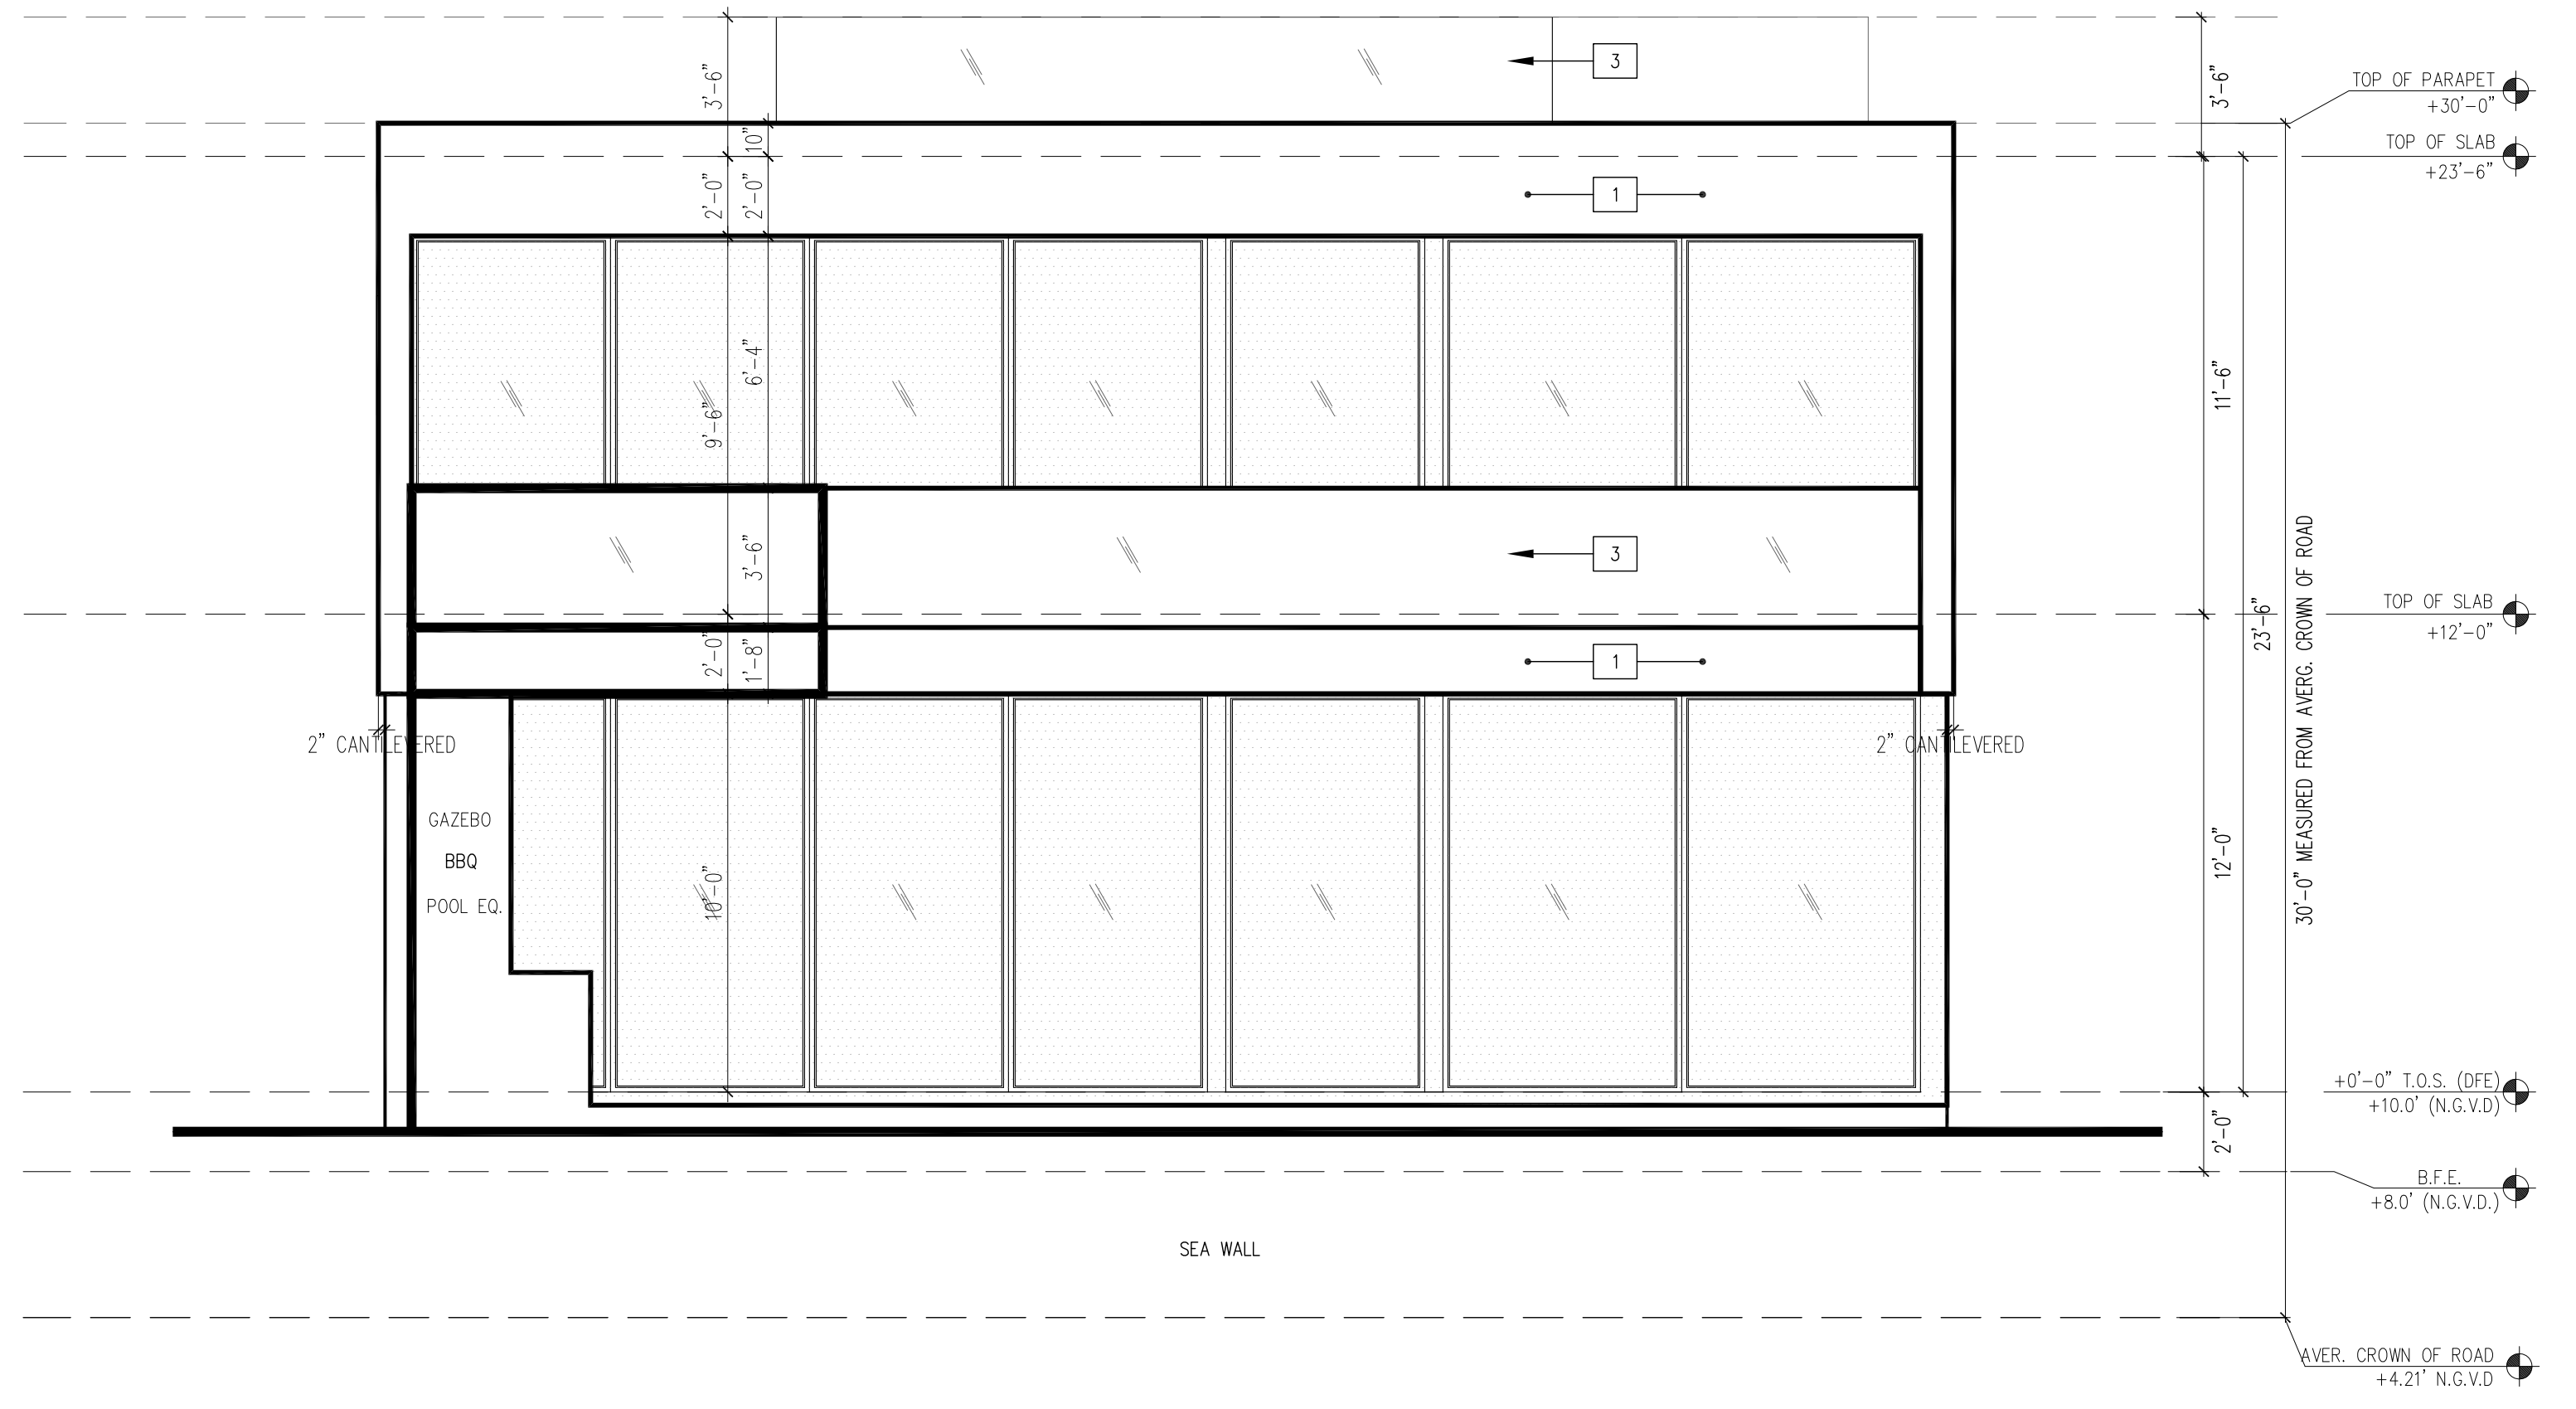 3'-6"
3
3'-6"
TOP OF PARAPET
+30'-0"
10"
TOP OF SLAB
+23'-6"
2'-0"
2'-0"
1
6'-4"
9'-6"
11'-6"
3'-6"
3
TOP OF SLAB
+12'-0"
23'-6"
30'-0" MEASURED FROM AVERG. CROWN OF ROAD
2'-0"
1'-8"
1
2" CANTILEVERED
2" CANTILEVERED
GAZEBO
BBQ
POOL EQ.
10'-0"
12'-0"
+0'-0" T.O.S. (DFE)
+10.0' (N.G.V.D)
2'-0"
B.F.E.
+8.0' (N.G.V.D.)
SEA WALL
AVER. CROWN OF ROAD
+4.21' N.G.V.D